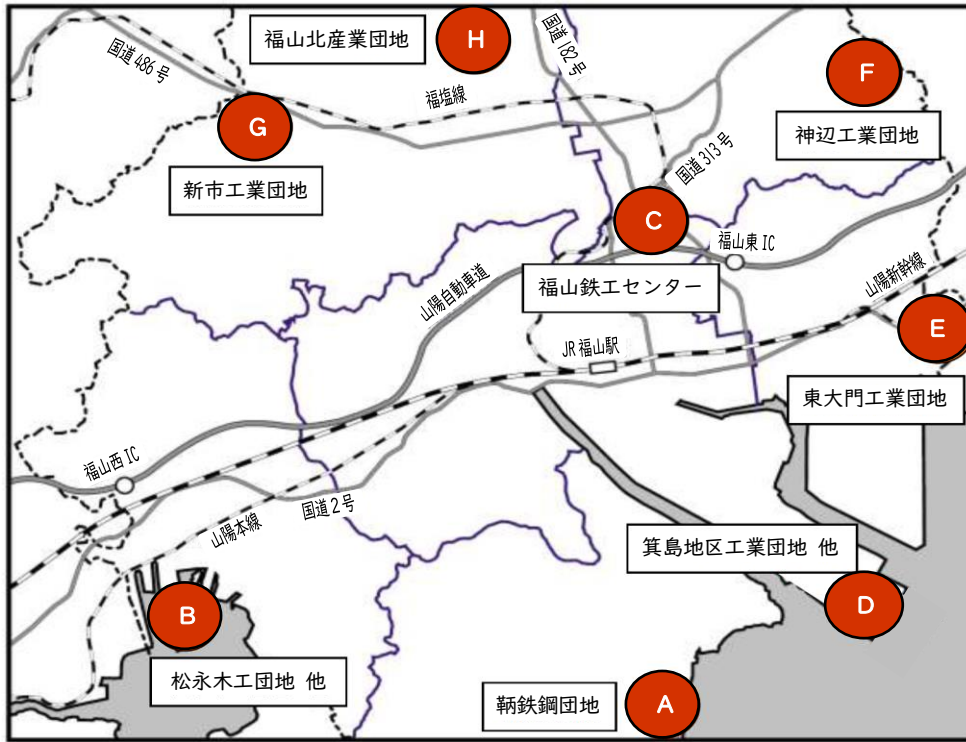 福山北産業団地
H
国道182号
国道486号
F
福塩線
G
神辺工業団地
新市工業団地
国道313号
C
福山東IC
福山鉄工センター
山陽自動車道
山陽新幹線
E
JR福山駅
東大門工業団地
福山西IC
国道2号
山陽本線
箕島地区工業団地 他
B
D
松永木工団地 他
鞆鉄鋼団地
A